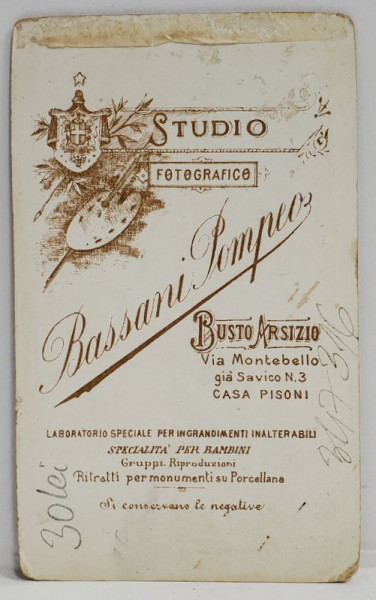 STUDIO
FOTOGRAFICO
Bassani Pompeo
BUSTO ARSIZIO
Via Montebello
già Savico N.3
CASA PISONI
LABORATORIO SPECIALE PER INGRANDIMENTI INALTERABILI
SPECIALITA' PER BAMBINI
Gruppi. Riproduzioni
Ritratti per monumenti su Porcellana
Si conservano le negative
30 lei